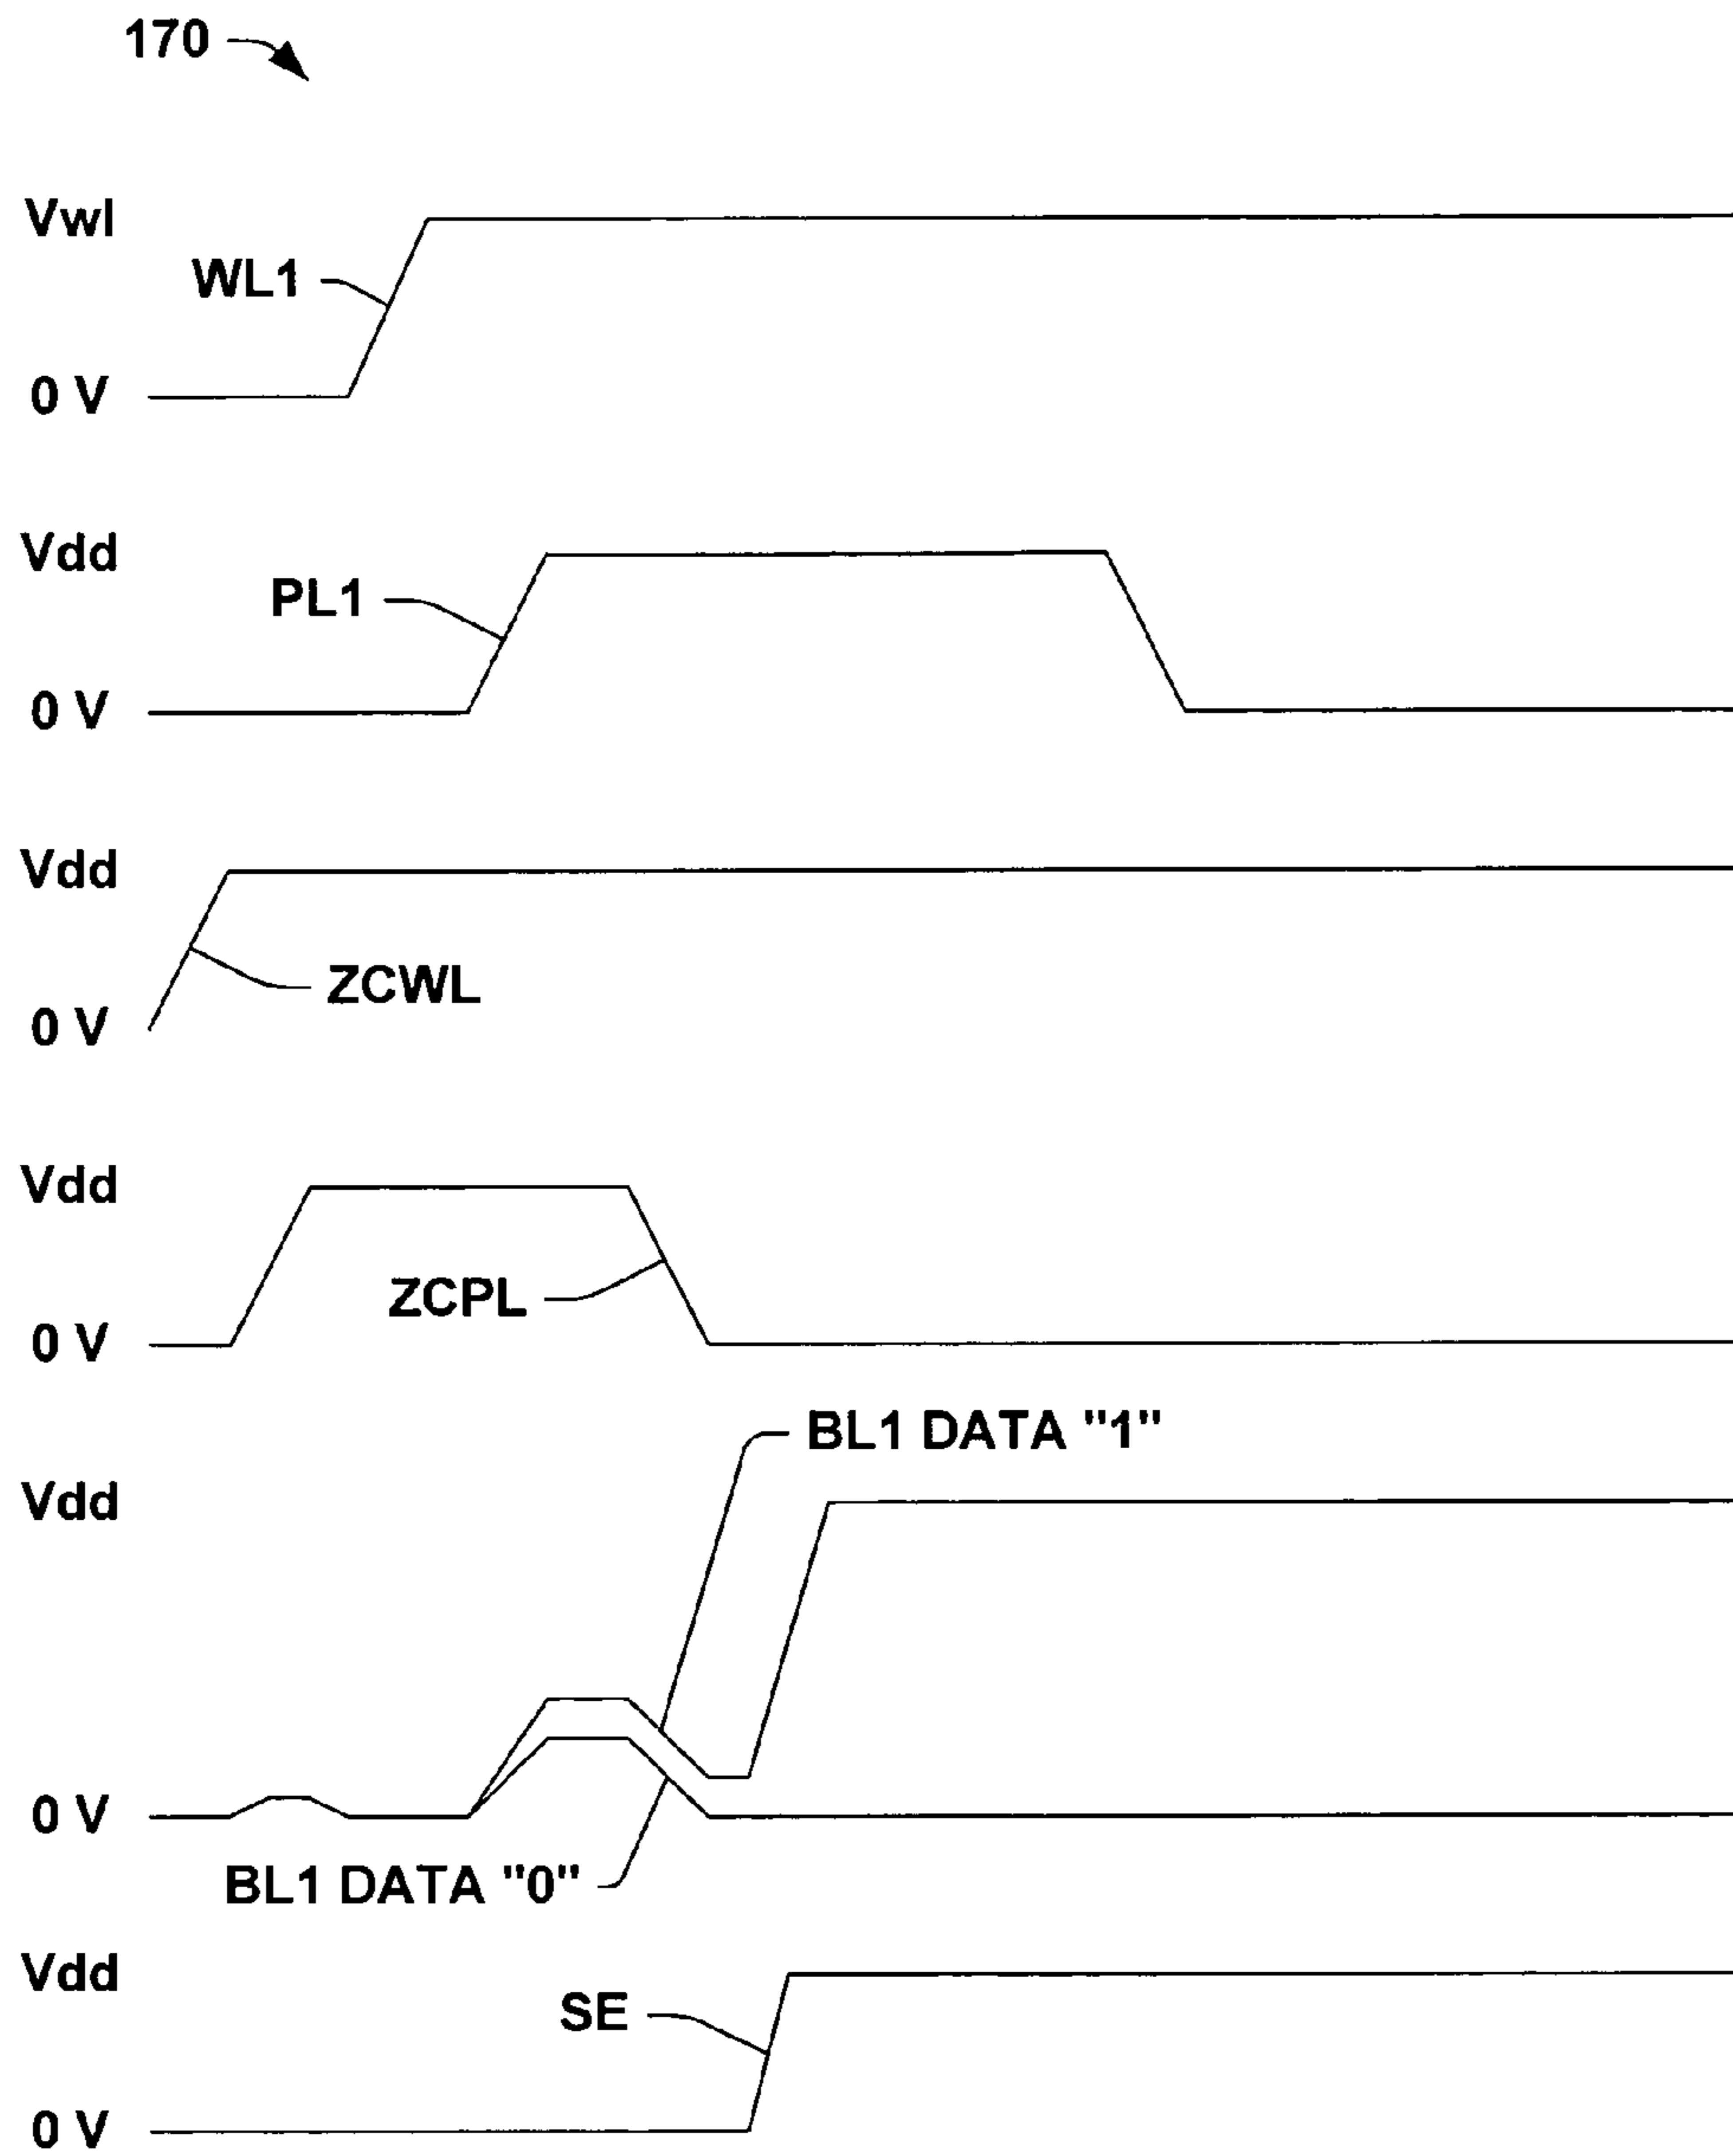 170
Vwl
WL1
0 V
Vdd
PL1
0 V
Vdd
ZCWL
0 V
Vdd
ZCPL
0 V
BL1 DATA "1"
Vdd
0 V
BL1 DATA "0"
Vdd
SE
0 V